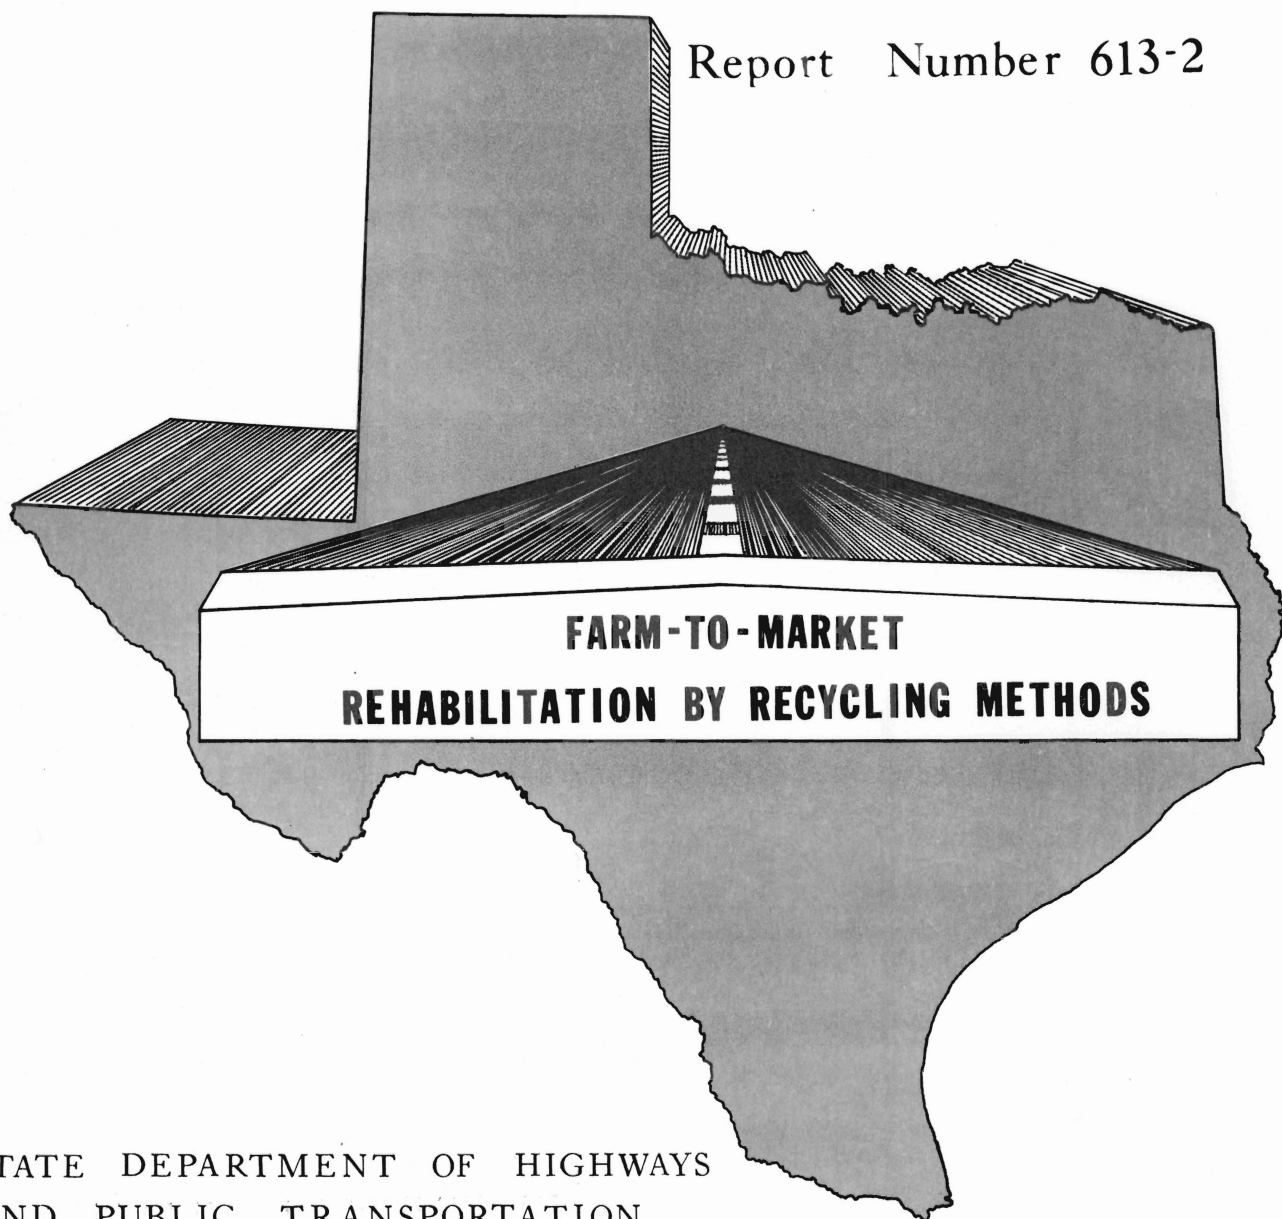 Report Number 613-2
FARM-TO-MARKET
REHABILITATION BY RECYCLING METHODS
TATE DEPARTMENT OF HIGHWAYS
ND PUBLIC TRANSPORTATION